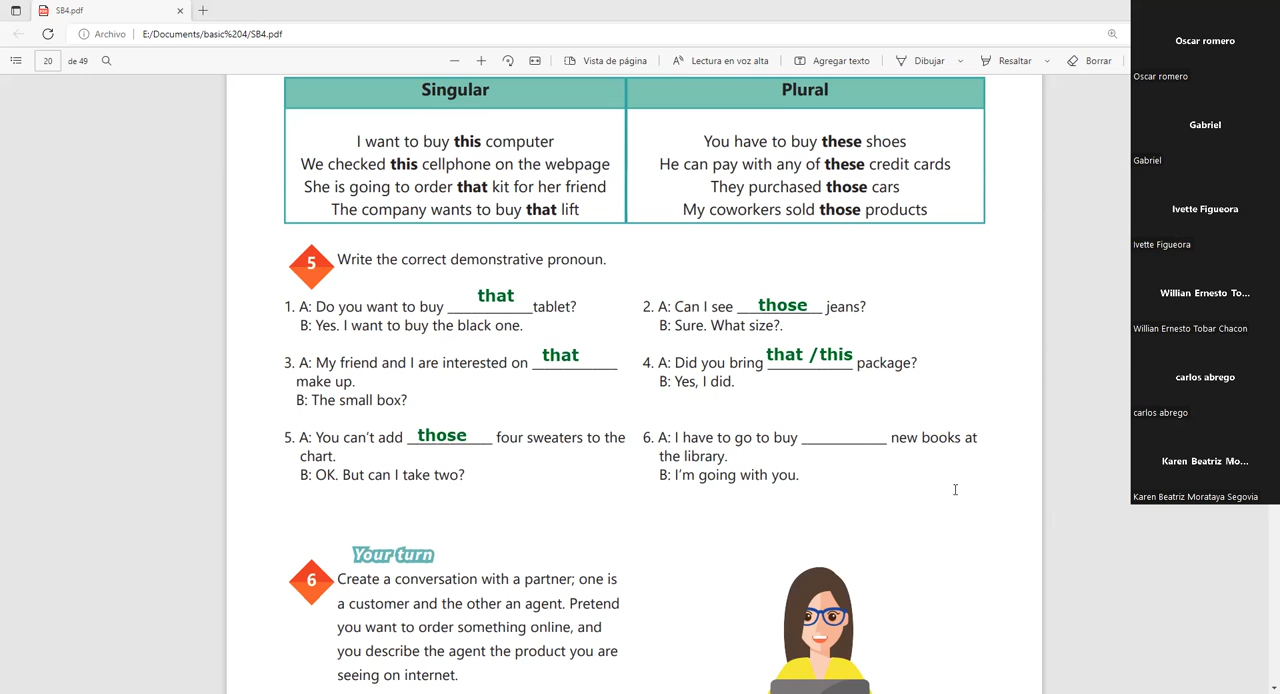 SB4.pdf
Archivo
E:/Documents/basic%204/SB4.pdf
20 de 49
Vista de página
Lectura en voz alta
Agregar texto
Dibujar
Resaltar
Borrar
Singular
Plural
I want to buy this computer
We checked this cellphone on the webpage
She is going to order that kit for her friend
The company wants to buy that lift
You have to buy these shoes
He can pay with any of these credit cards
They purchased those cars
My coworkers sold those products
5 Write the correct demonstrative pronoun.
1. A: Do you want to buy that tablet?
B: Yes. I want to buy the black one.
2. A: Can I see those jeans?
B: Sure. What size?.
3. A: My friend and I are interested on that
make up.
B: The small box?
4. A: Did you bring that /this package?
B: Yes, I did.
5. A: You can't add those four sweaters to the
chart.
B: OK. But can I take two?
6. A: I have to go to buy ____________ new books at
the library.
B: I'm going with you.
Your turn
6 Create a conversation with a partner; one is
a customer and the other an agent. Pretend
you want to order something online, and
you describe the agent the product you are
seeing on internet.
Oscar romero
Oscar romero
Gabriel
Gabriel
Ivette Figueora
Ivette Figueora
Willian Ernesto To...
Willian Ernesto Tobar Chacon
carlos abrego
carlos abrego
Karen Beatriz Mo...
Karen Beatriz Morataya Segovia